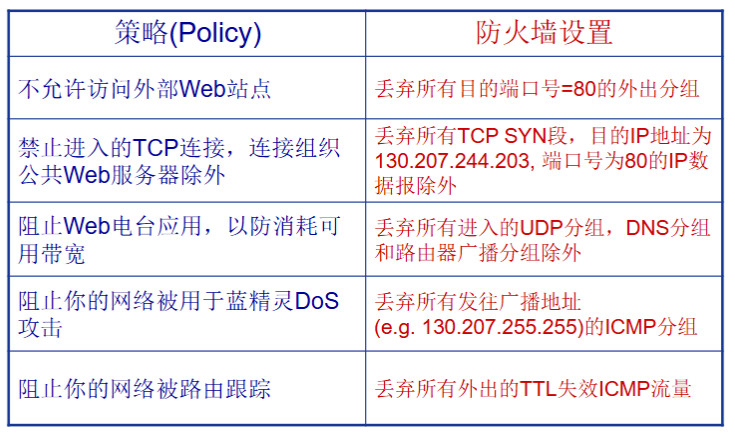 策略(Policy)
防火墙设置
不允许访问外部Web站点
丢弃所有目的端口号=80的外出分组
禁止进入的TCP连接，连接组织
公共Web服务器除外
丢弃所有TCP SYN段，目的IP地址为
130.207.244.203, 端口号为80的IP数
据报除外
阻止Web电台应用，以防消耗可
用带宽
丢弃所有进入的UDP分组，DNS分组
和路由器广播分组除外
阻止你的网络被用于蓝精灵DoS
攻击
丢弃所有发往广播地址
(e.g. 130.207.255.255)的ICMP分组
阻止你的网络被路由跟踪
丢弃所有外出的TTL失效ICMP流量